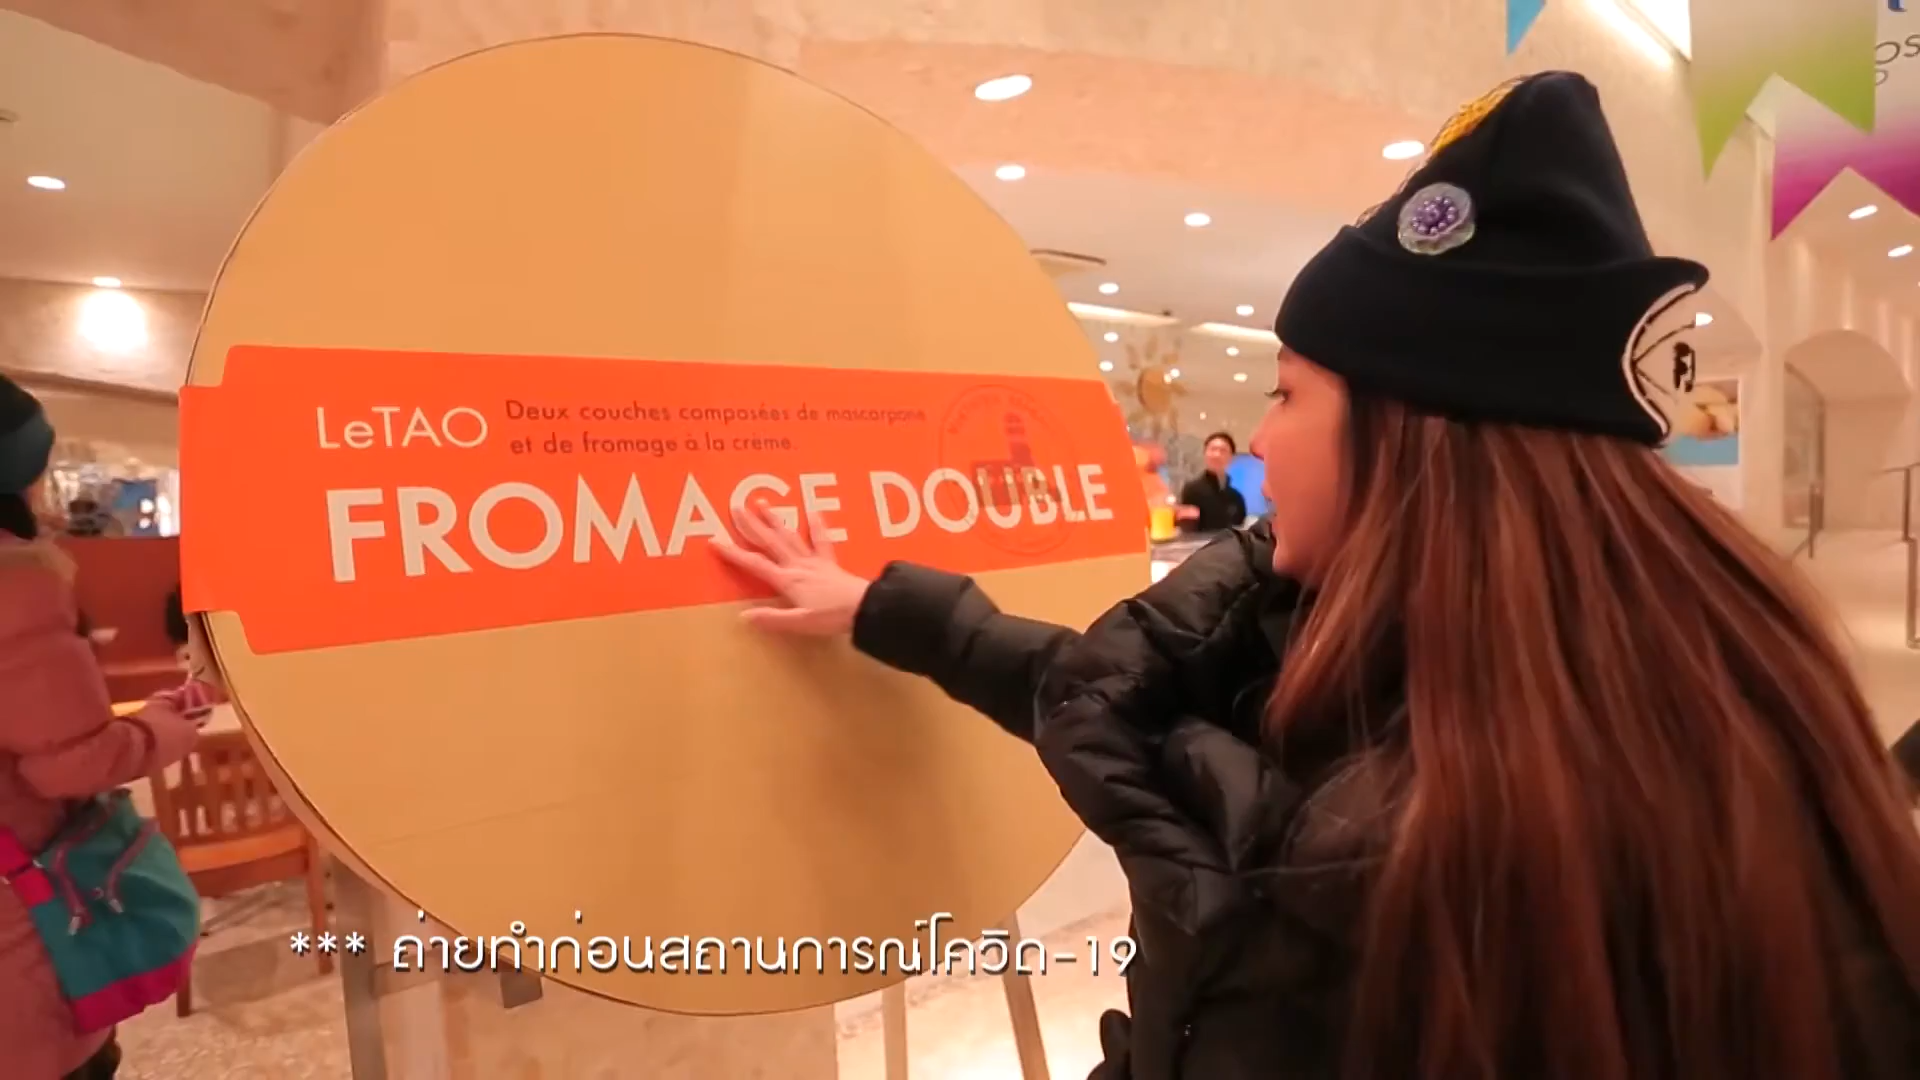 LeTAO
Deux couches composées de mascarpone
et de fromage à la crème.
FROMAGE DOUBLE
*** ถ่ายทำก่อนสถานการณ์โควิด-19